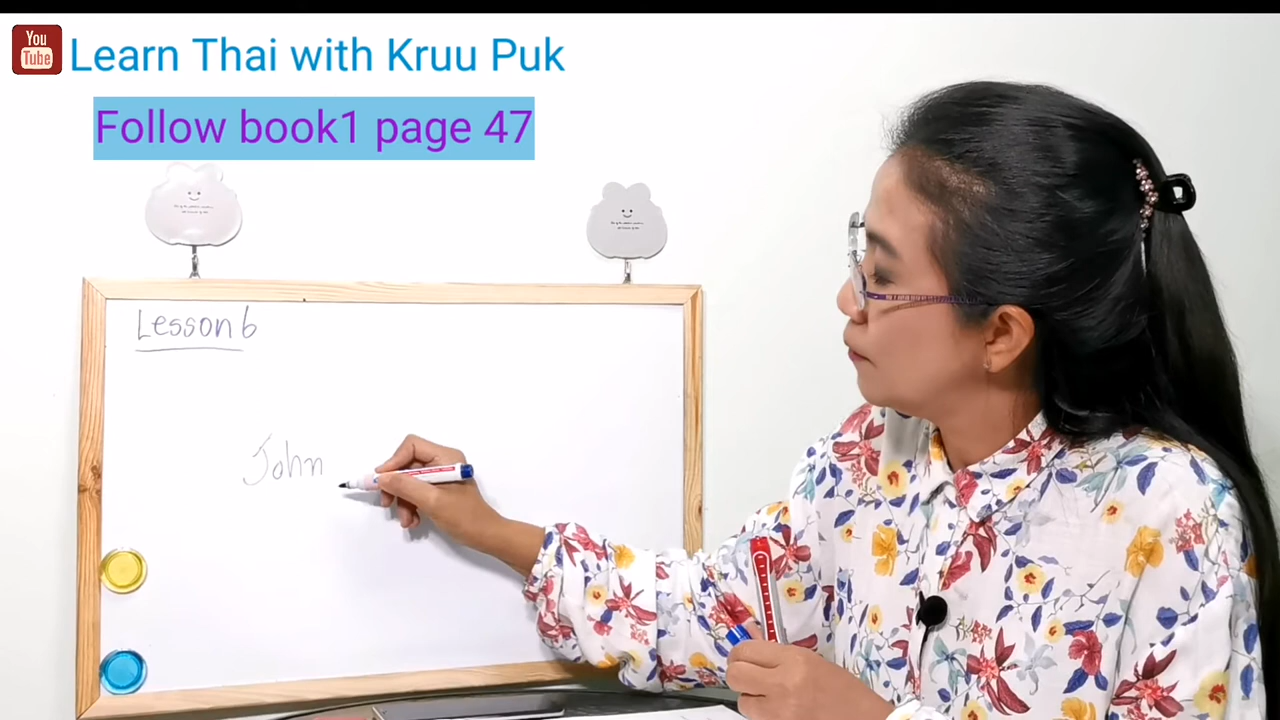 You
Tube
Learn Thai with Kruu Puk
Follow book1 page 47
Lesson 6
John